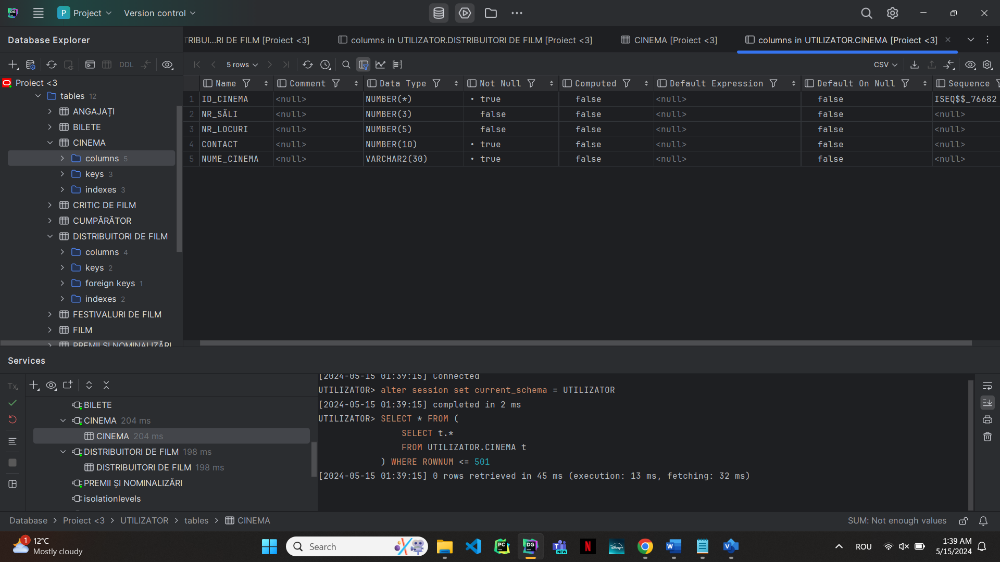 P Project Version control
Database Explorer
TRIBUI...RI DE FILM [Proiect <3] columns in UTILIZATOR.DISTRIBUITORI DE FILM [Proiect <3] CINEMA [Proiect <3] columns in UTILIZATOR.CINEMA [Proiect <3]
DDL 5 rows CSV
Proiect <3
tables 12
ANGAJAȚI
BILETE
CINEMA
columns 5
keys 3
indexes 3
CRITIC DE FILM
CUMPĂRĂTOR
DISTRIBUITORI DE FILM
columns 4
keys 2
foreign keys 1
indexes 2
FESTIVALURI DE FILM
FILM
PREMII ȘI NOMINALIZĂRI
Name Comment Data Type Not Null Computed Default Expression Default On Null Sequence
1 ID_CINEMA <null> NUMBER(*) • true false <null> false ISEQ$$_76682
2 NR_SĂLI <null> NUMBER(3) false false <null> false <null>
3 NR_LOCURI <null> NUMBER(5) false false <null> false <null>
4 CONTACT <null> NUMBER(10) • true false <null> false <null>
5 NUME_CINEMA <null> VARCHAR2(30) • true false <null> false <null>
Services
Tx
BILETE
CINEMA 204 ms
CINEMA 204 ms
DISTRIBUITORI DE FILM 198 ms
DISTRIBUITORI DE FILM 198 ms
PREMII ȘI NOMINALIZĂRI
isolationlevels
[2024-05-15 01:39:15] Connected
UTILIZATOR> alter session set current_schema = UTILIZATOR
[2024-05-15 01:39:15] completed in 2 ms
UTILIZATOR> SELECT * FROM (
SELECT t.*
FROM UTILIZATOR.CINEMA t
) WHERE ROWNUM <= 501
[2024-05-15 01:39:15] 0 rows retrieved in 45 ms (execution: 13 ms, fetching: 32 ms)
Database > Proiect <3 > UTILIZATOR > tables > CINEMA SUM: Not enough values
1 12°C
Mostly cloudy
Search
ROU
1:39 AM
5/15/2024